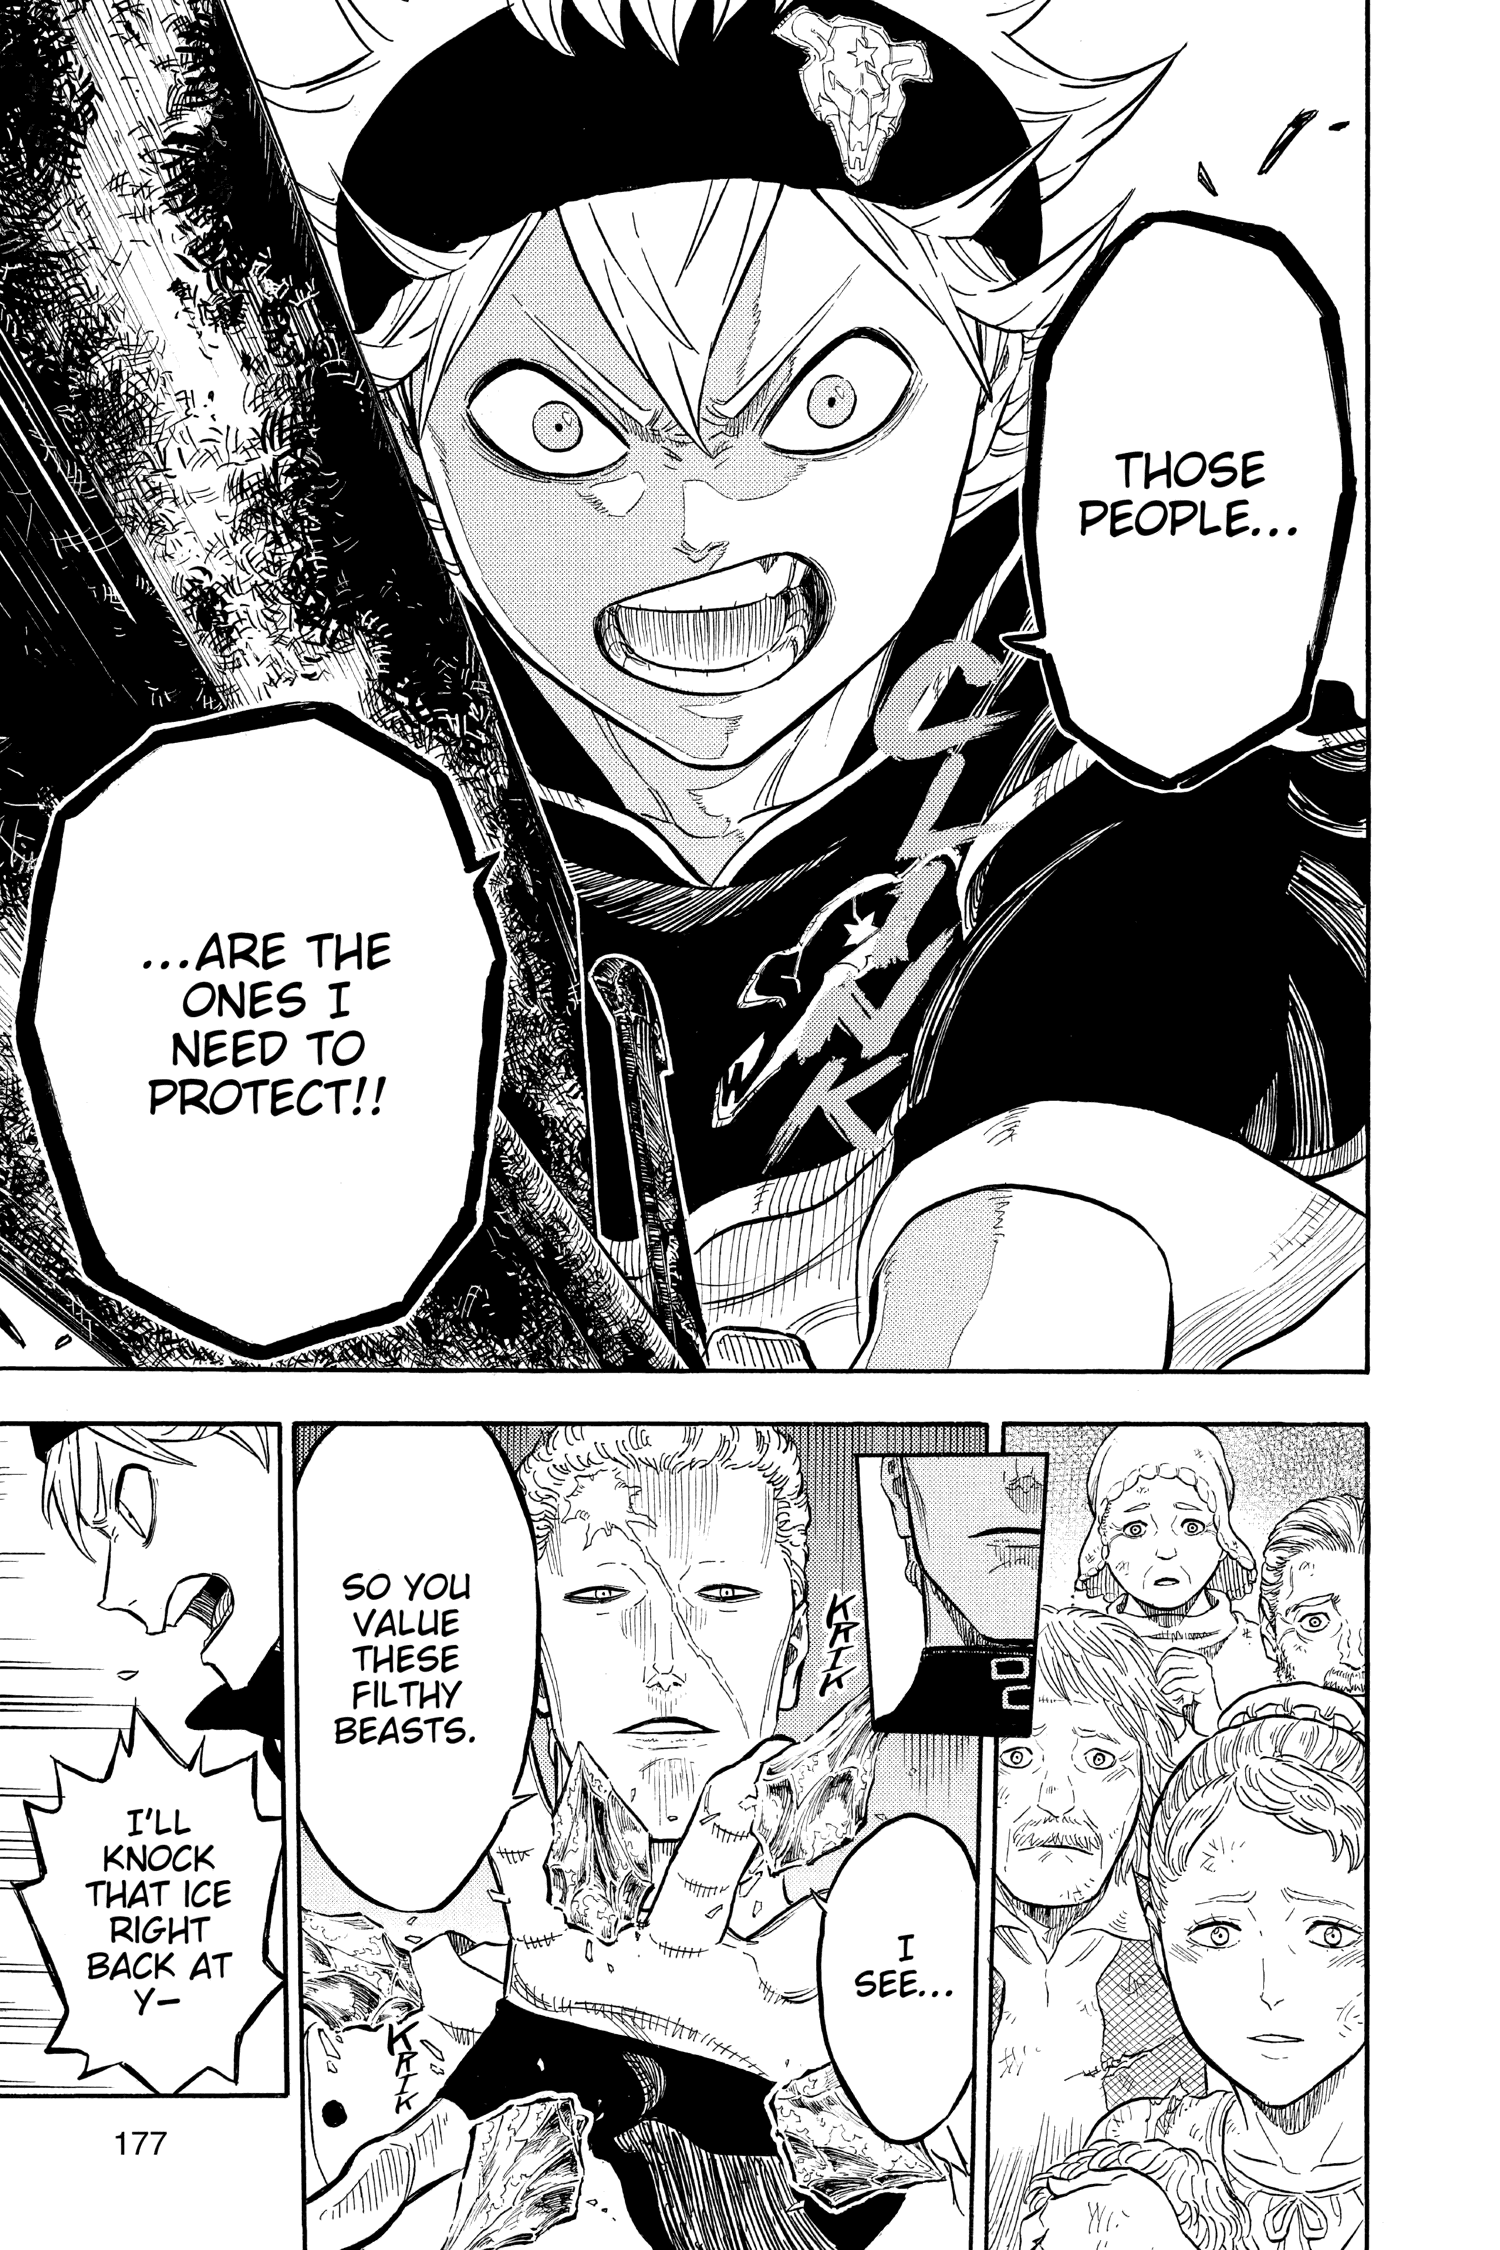 THOSE
PEOPLE...
CLINK
...ARE THE
ONES I
NEED TO
PROTECT!!
I
SEE...
KRIK
SO YOU
VALUE
THESE
FILTHY
BEASTS.
KRIK
I'LL
KNOCK
THAT ICE
RIGHT
BACK AT
Y-
177